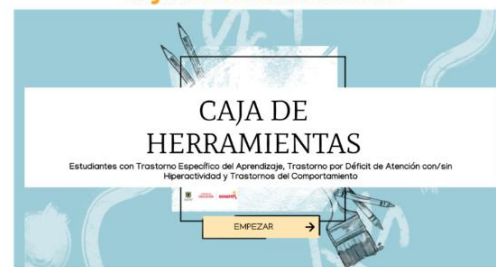 CAJA DE
HERRAMIENTAS
Estudiantes con Trastorno Específico del Aprendizaje, Trastorno por Déficit de Atención con/sin
Hiperactividad y Trastornos del Comportamiento
EMPEZAR